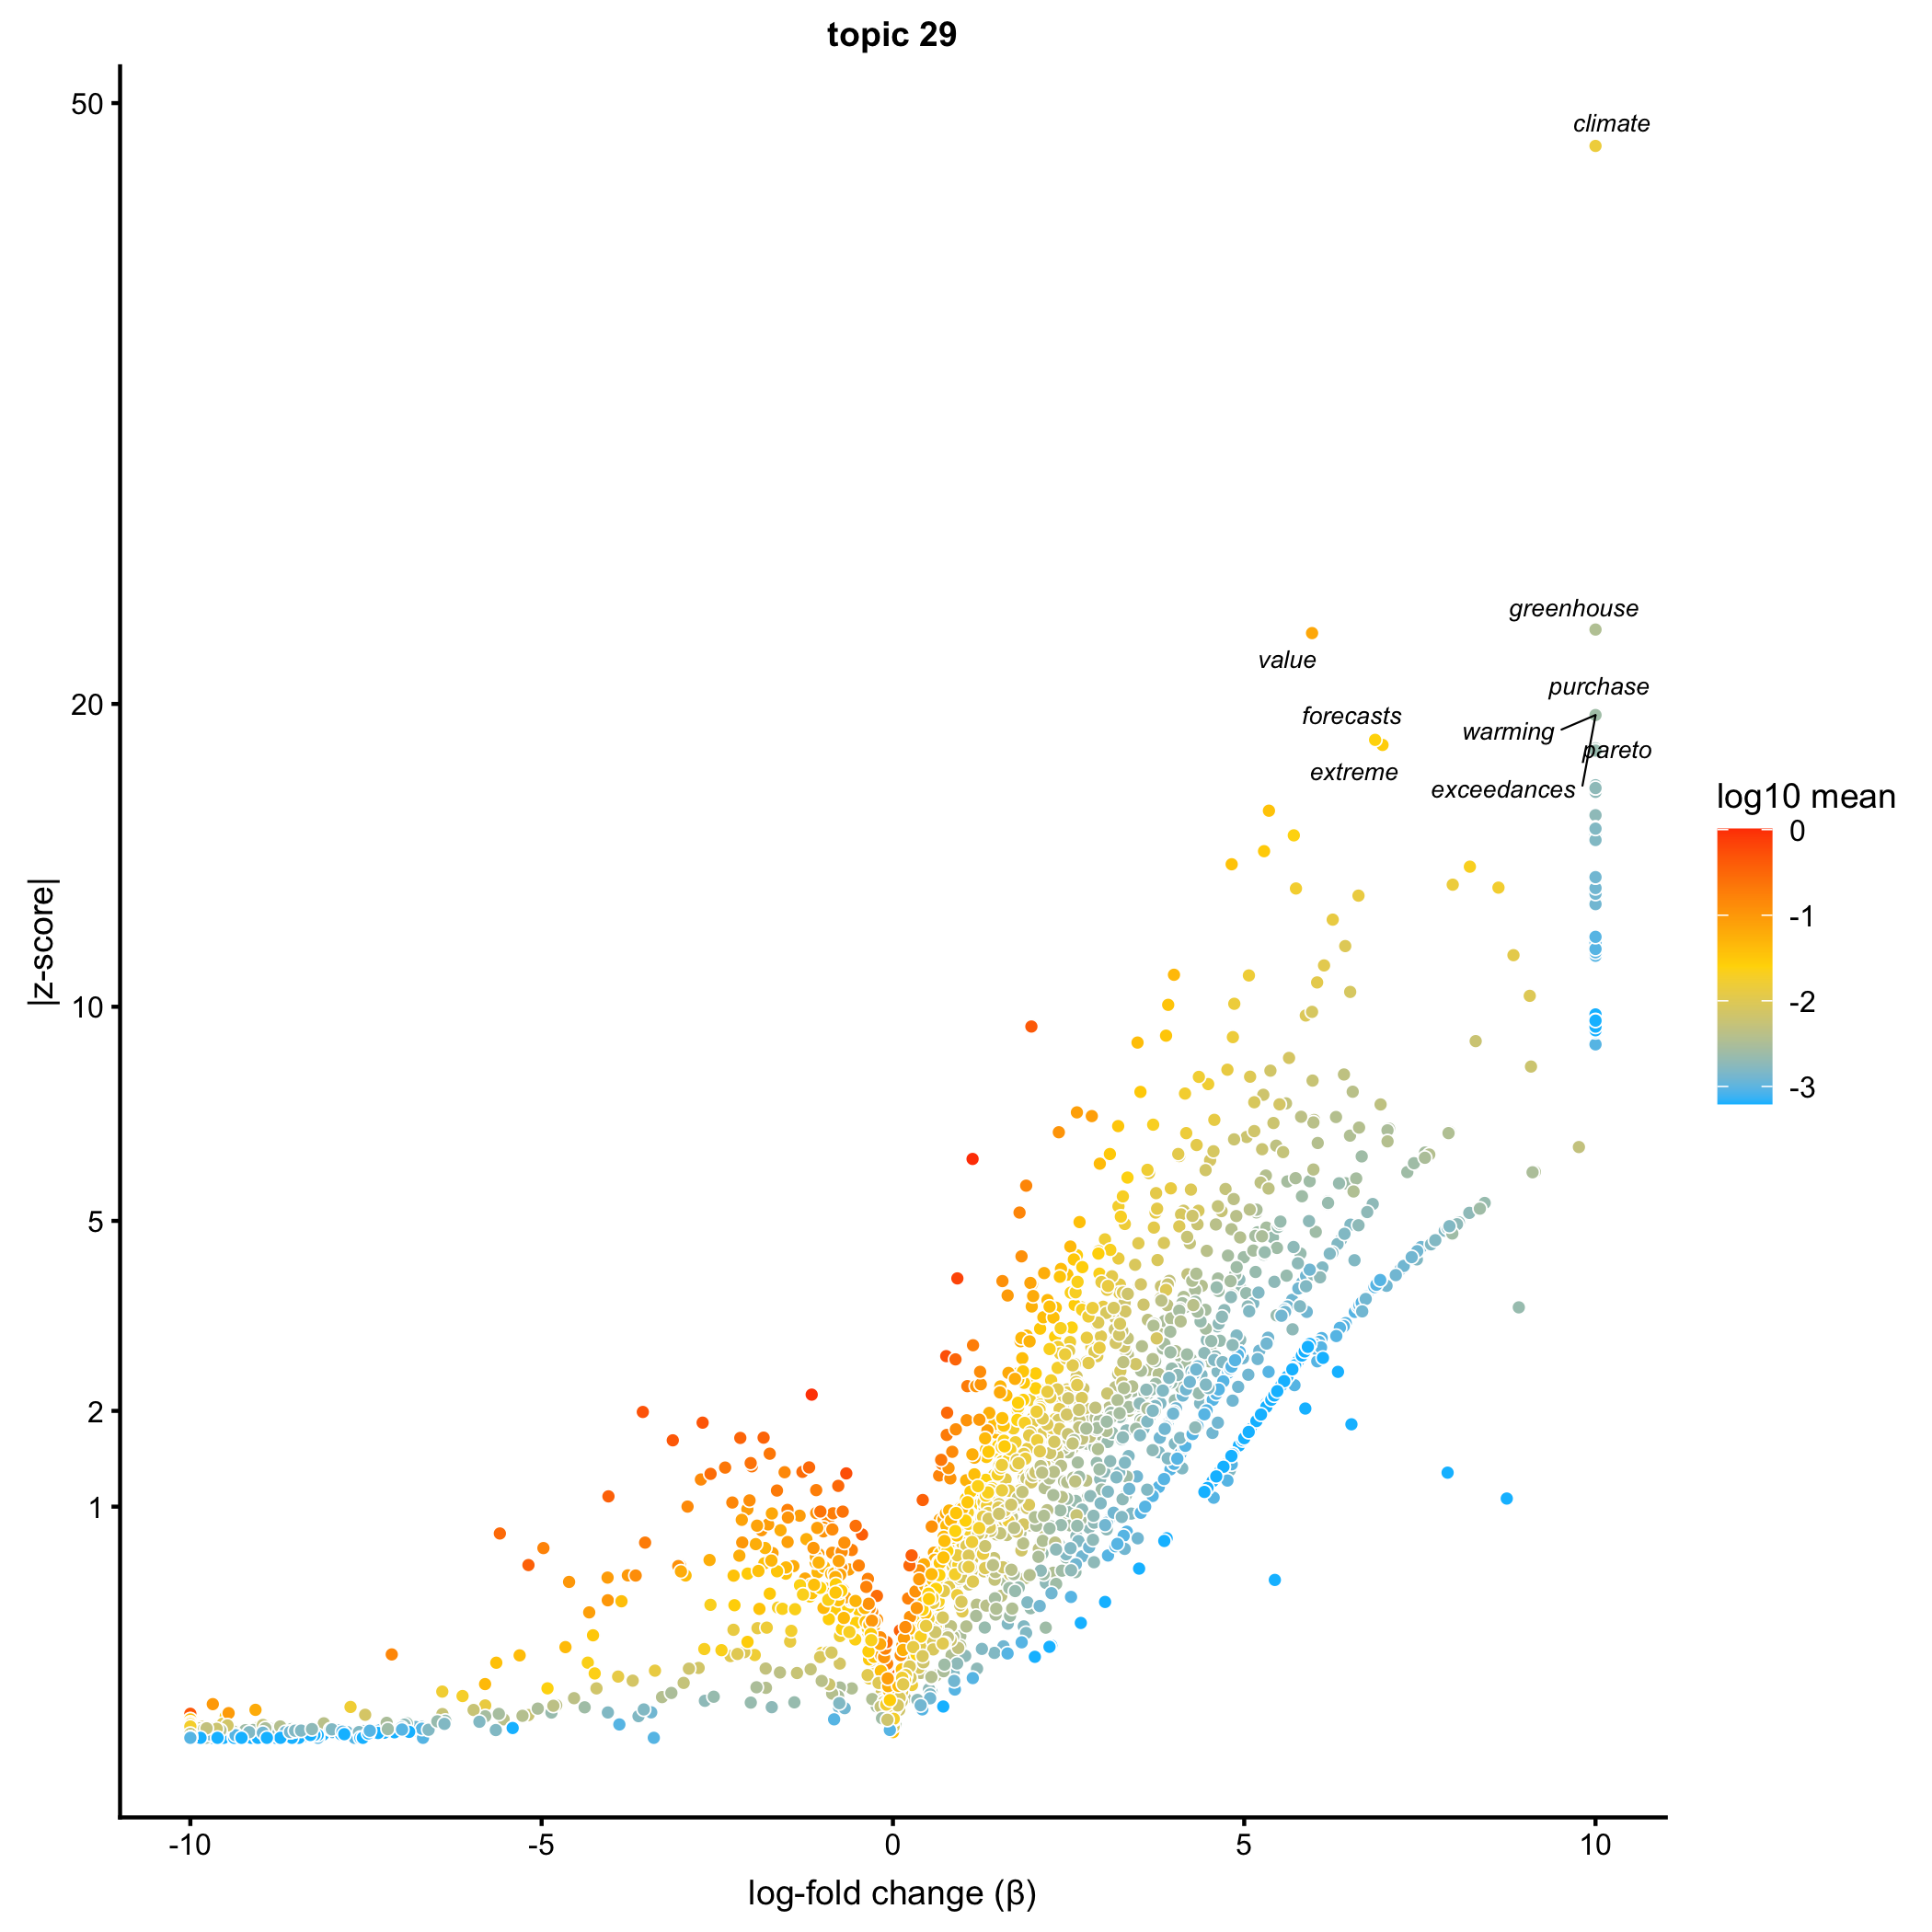 topic 29
50
20
10
5
2
1
|z-score|
climate
greenhouse
value
purchase
forecasts
warming
pareto
extreme
exceedances
log10 mean
0
-1
-2
-3
-10
-5
0
5
10
log-fold change (β)